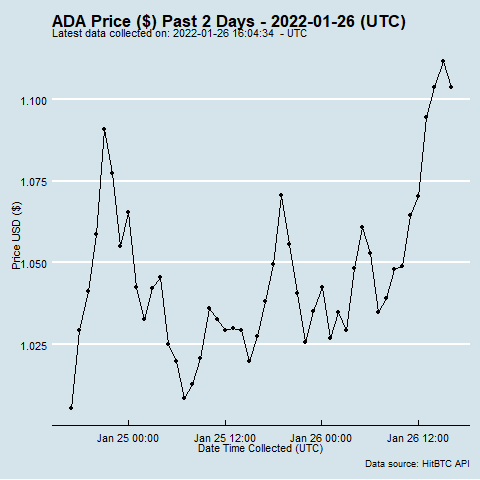 ADA Price ($) Past 2 Days - 2022-01-26 (UTC)
Latest data collected on: 2022-01-26 16:04:34  - UTC
1.100
1.075
1.050
1.025
Price USD ($)
Jan 25 00:00
Jan 25 12:00
Jan 26 00:00
Jan 26 12:00
Date Time Collected (UTC)
Data source: HitBTC API